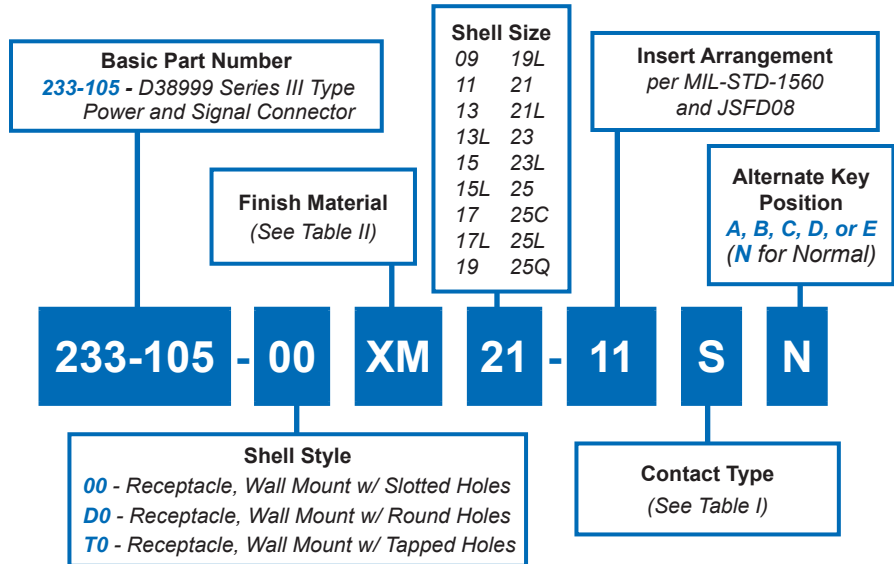 Basic Part Number
233-105 - D38999 Series III Type
Power and Signal Connector
Finish Material
(See Table II)
Shell Size
09 19L
11 21
13 21L
13L 23
15 23L
15L 25
17 25C
17L 25L
19 25Q
Insert Arrangement
per MIL-STD-1560
and JSFD08
Alternate Key
Position
A, B, C, D, or E
(N for Normal)
233-105 - 00 XM 21 - 11 S N
Shell Style
00 - Receptacle, Wall Mount w/ Slotted Holes
D0 - Receptacle, Wall Mount w/ Round Holes
T0 - Receptacle, Wall Mount w/ Tapped Holes
Contact Type
(See Table I)